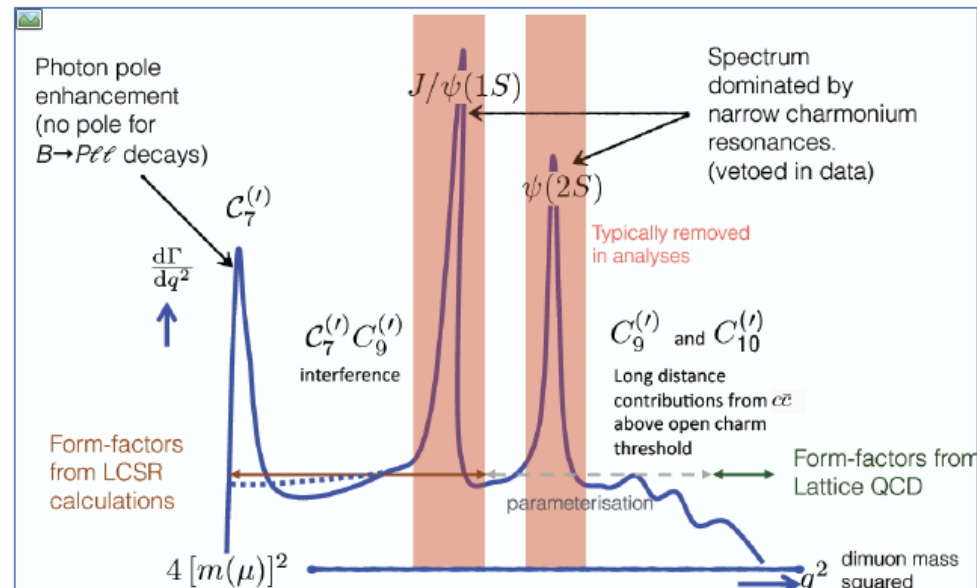 Photon pole
enhancement
(no pole for
B→Pℓℓ decays)
J/ψ(1S)
Spectrum
dominated by
narrow charmonium
resonances.
(vetoed in data)
C₇⁽′⁾
ψ(2S)
Typically removed
in analyses
dΓ/dq²
C₇⁽′⁾C₉⁽′⁾
interference
C₉⁽′⁾ and C₁₀⁽′⁾
Long distance
contributions from cc̄
above open charm
threshold
Form-factors
from LCSR
calculations
parameterisation
Form-factors from
Lattice QCD
4 [m(μ)]²
q²
dimuon mass
squared